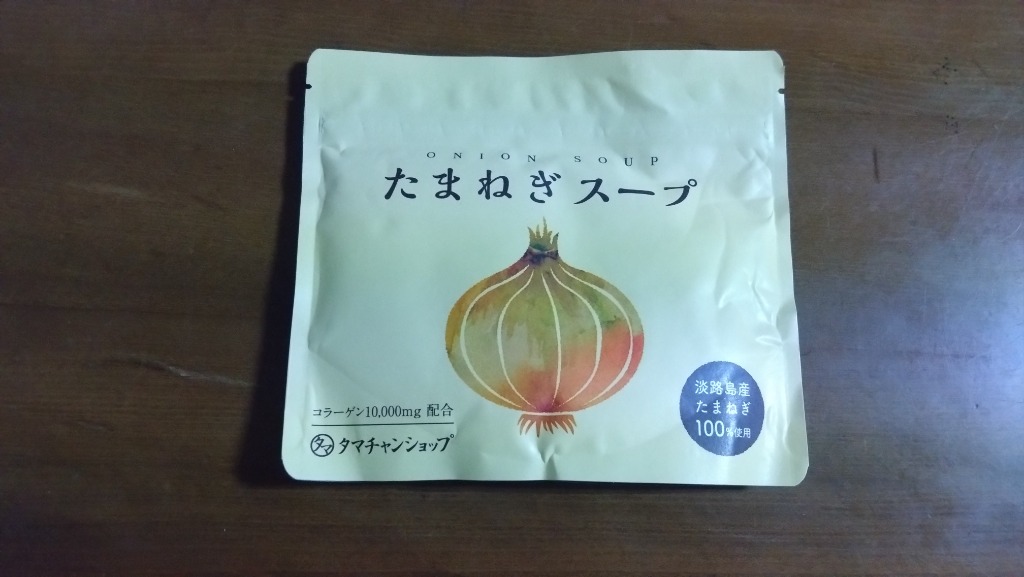 ONION SOUP
たまねぎスープ
淡路島産
たまねぎ
100%使用
コラーゲン10,000mg 配合
タマ タマチャンショップ